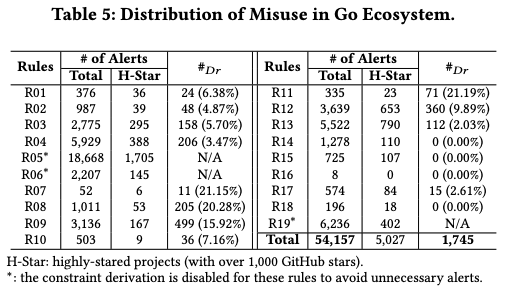 Table 5: Distribution of Misuse in Go Ecosystem.
Rules # of Alerts #Dr Rules # of Alerts #Dr
Total H-Star Total H-Star
R01 376 36 24 (6.38%) R11 335 23 71 (21.19%)
R02 987 39 48 (4.87%) R12 3,639 653 360 (9.89%)
R03 2,775 295 158 (5.70%) R13 5,522 790 112 (2.03%)
R04 5,929 388 206 (3.47%) R14 1,278 110 0 (0.00%)
R05* 18,668 1,705 N/A R15 725 107 0 (0.00%)
R06* 2,207 145 N/A R16 8 0 0 (0.00%)
R07 52 6 11 (21.15%) R17 574 84 15 (2.61%)
R08 1,011 53 205 (20.28%) R18 196 18 0 (0.00%)
R09 3,136 167 499 (15.92%) R19* 6,236 402 N/A
R10 503 9 36 (7.16%) Total 54,157 5,027 1,745
H-Star: highly-starred projects (with over 1,000 GitHub stars).
*: the constraint derivation is disabled for these rules to avoid unnecessary alerts.